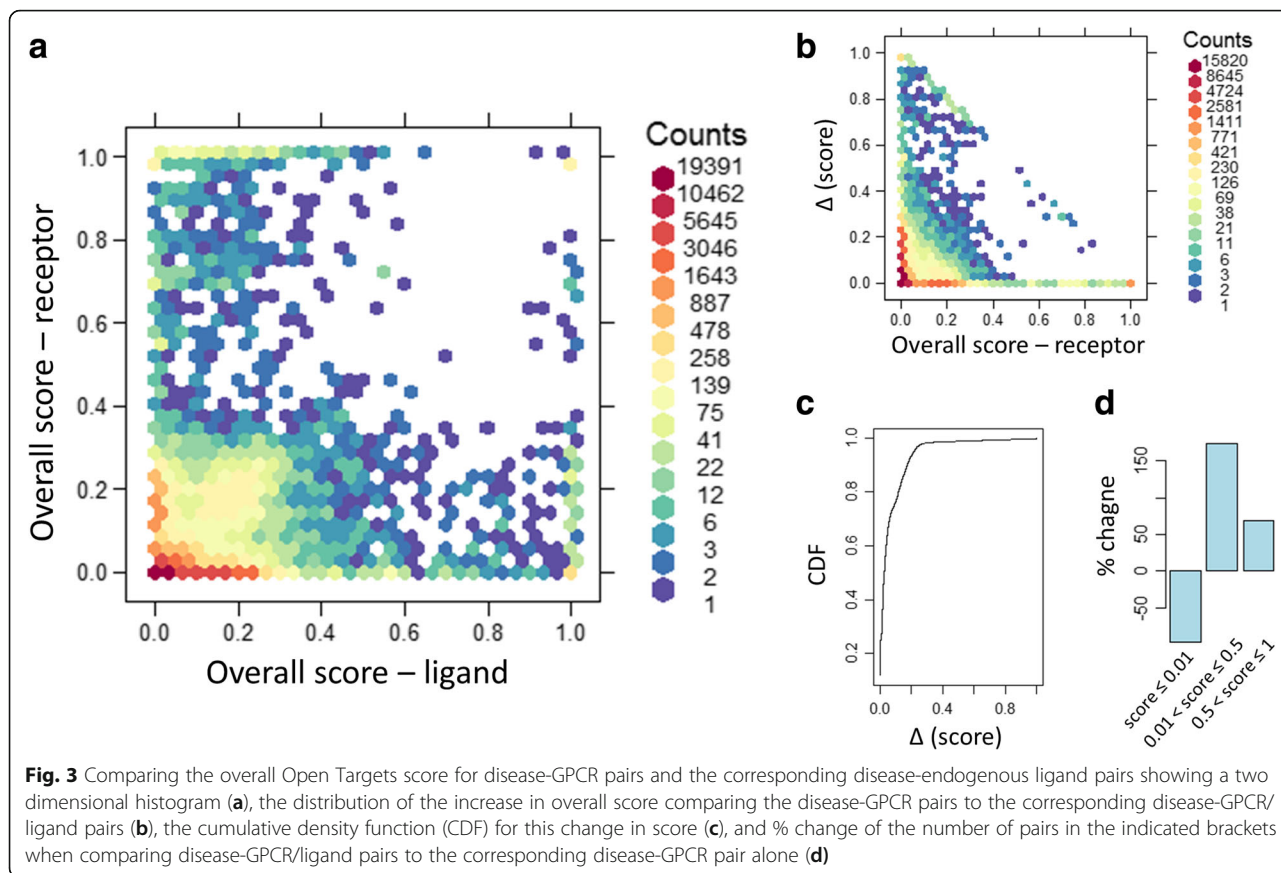 a
Overall score – receptor
1.0
0.8
0.6
0.4
0.2
0.0
0.0 0.2 0.4 0.6 0.8 1.0
Overall score – ligand
Counts
19391
10462
5645
3046
1643
887
478
258
139
75
41
22
12
6
3
2
1
b
Δ (score)
1.0
0.8
0.6
0.4
0.2
0.0
0.0 0.2 0.4 0.6 0.8 1.0
Overall score – receptor
Counts
15820
8645
4724
2581
1411
771
421
230
126
69
38
21
11
6
3
2
1
c
CDF
1.0
0.8
0.6
0.4
0.2
0.0 0.4 0.8
Δ (score)
d
% chagne
150
50
0
-50
score ≤ 0.01
0.01 < score ≤ 0.5
0.5 < score ≤ 1
Fig. 3 Comparing the overall Open Targets score for disease-GPCR pairs and the corresponding disease-endogenous ligand pairs showing a two
dimensional histogram (a), the distribution of the increase in overall score comparing the disease-GPCR pairs to the corresponding disease-GPCR/
ligand pairs (b), the cumulative density function (CDF) for this change in score (c), and % change of the number of pairs in the indicated brackets
when comparing disease-GPCR/ligand pairs to the corresponding disease-GPCR pair alone (d)